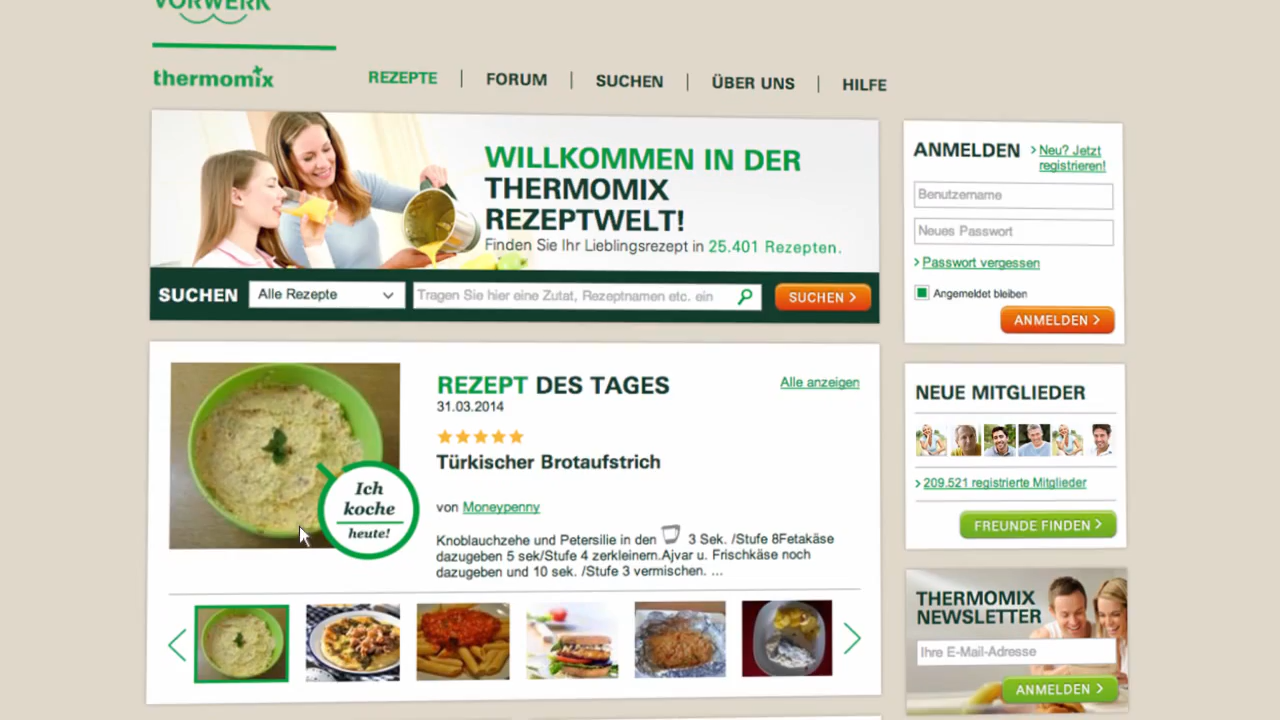 VORWERK
thermomix
REZEPTE | FORUM | SUCHEN | ÜBER UNS | HILFE
WILLKOMMEN IN DER
THERMOMIX
REZEPTWELT!
Finden Sie Ihr Lieblingsrezept in 25.401 Rezepten.
SUCHEN
Alle Rezepte
Tragen Sie hier eine Zutat, Rezeptnamen etc. ein
SUCHEN >
REZEPT DES TAGES
Alle anzeigen
31.03.2014
Türkischer Brotaufstrich
von Moneypenny
Knoblauchzehe und Petersilie in den 3 Sek. /Stufe 8Fetakäse
dazugeben 5 sek/Stufe 4 zerkleinern.Ajvar u. Frischkäse noch
dazugeben und 10 sek. /Stufe 3 vermischen. ...
Ich
koche
heute!
ANMELDEN
> Neu? Jetzt
registrieren!
Benutzername
Neues Passwort
> Passwort vergessen
Angemeldet bleiben
ANMELDEN >
NEUE MITGLIEDER
> 209.521 registrierte Mitglieder
FREUNDE FINDEN >
THERMOMIX
NEWSLETTER
Ihre E-Mail-Adresse
ANMELDEN >